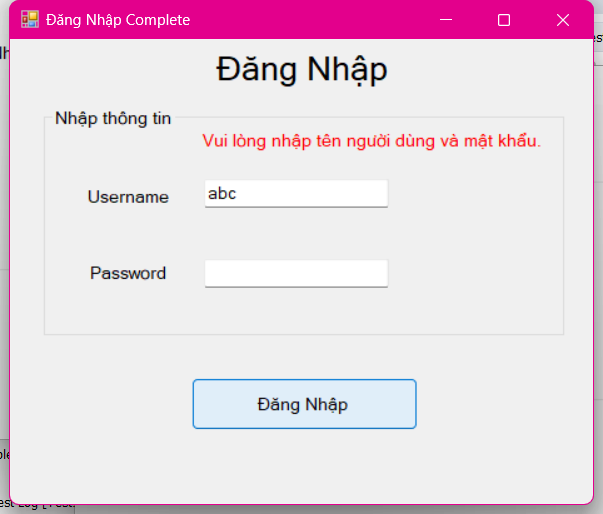 Đăng Nhập Complete
Đăng Nhập
Nhập thông tin
Vui lòng nhập tên người dùng và mật khẩu.
Username
abc
Password
Đăng Nhập